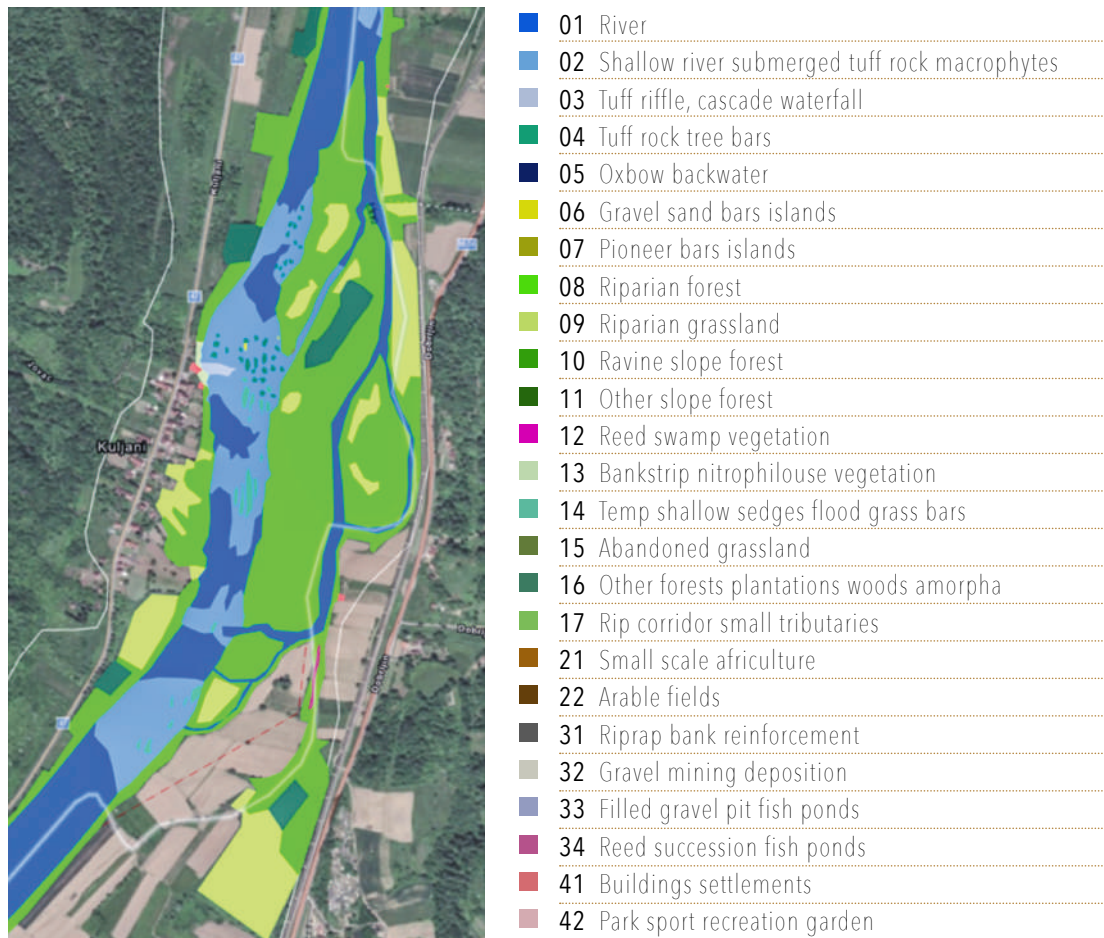 Kuljani
Kuljani
01 River
02 Shallow river submerged tuff rock macrophytes
03 Tuff riffle, cascade waterfall
04 Tuff rock tree bars
05 Oxbow backwater
06 Gravel sand bars islands
07 Pioneer bars islands
08 Riparian forest
09 Riparian grassland
10 Ravine slope forest
11 Other slope forest
12 Reed swamp vegetation
13 Bankstrip nitrophilouse vegetation
14 Temp shallow sedges flood grass bars
15 Abandoned grassland
16 Other forests plantations woods amorpha
17 Rip corridor small tributaries
21 Small scale africulture
22 Arable fields
31 Riprap bank reinforcement
32 Gravel mining deposition
33 Filled gravel pit fish ponds
34 Reed succession fish ponds
41 Buildings settlements
42 Park sport recreation garden